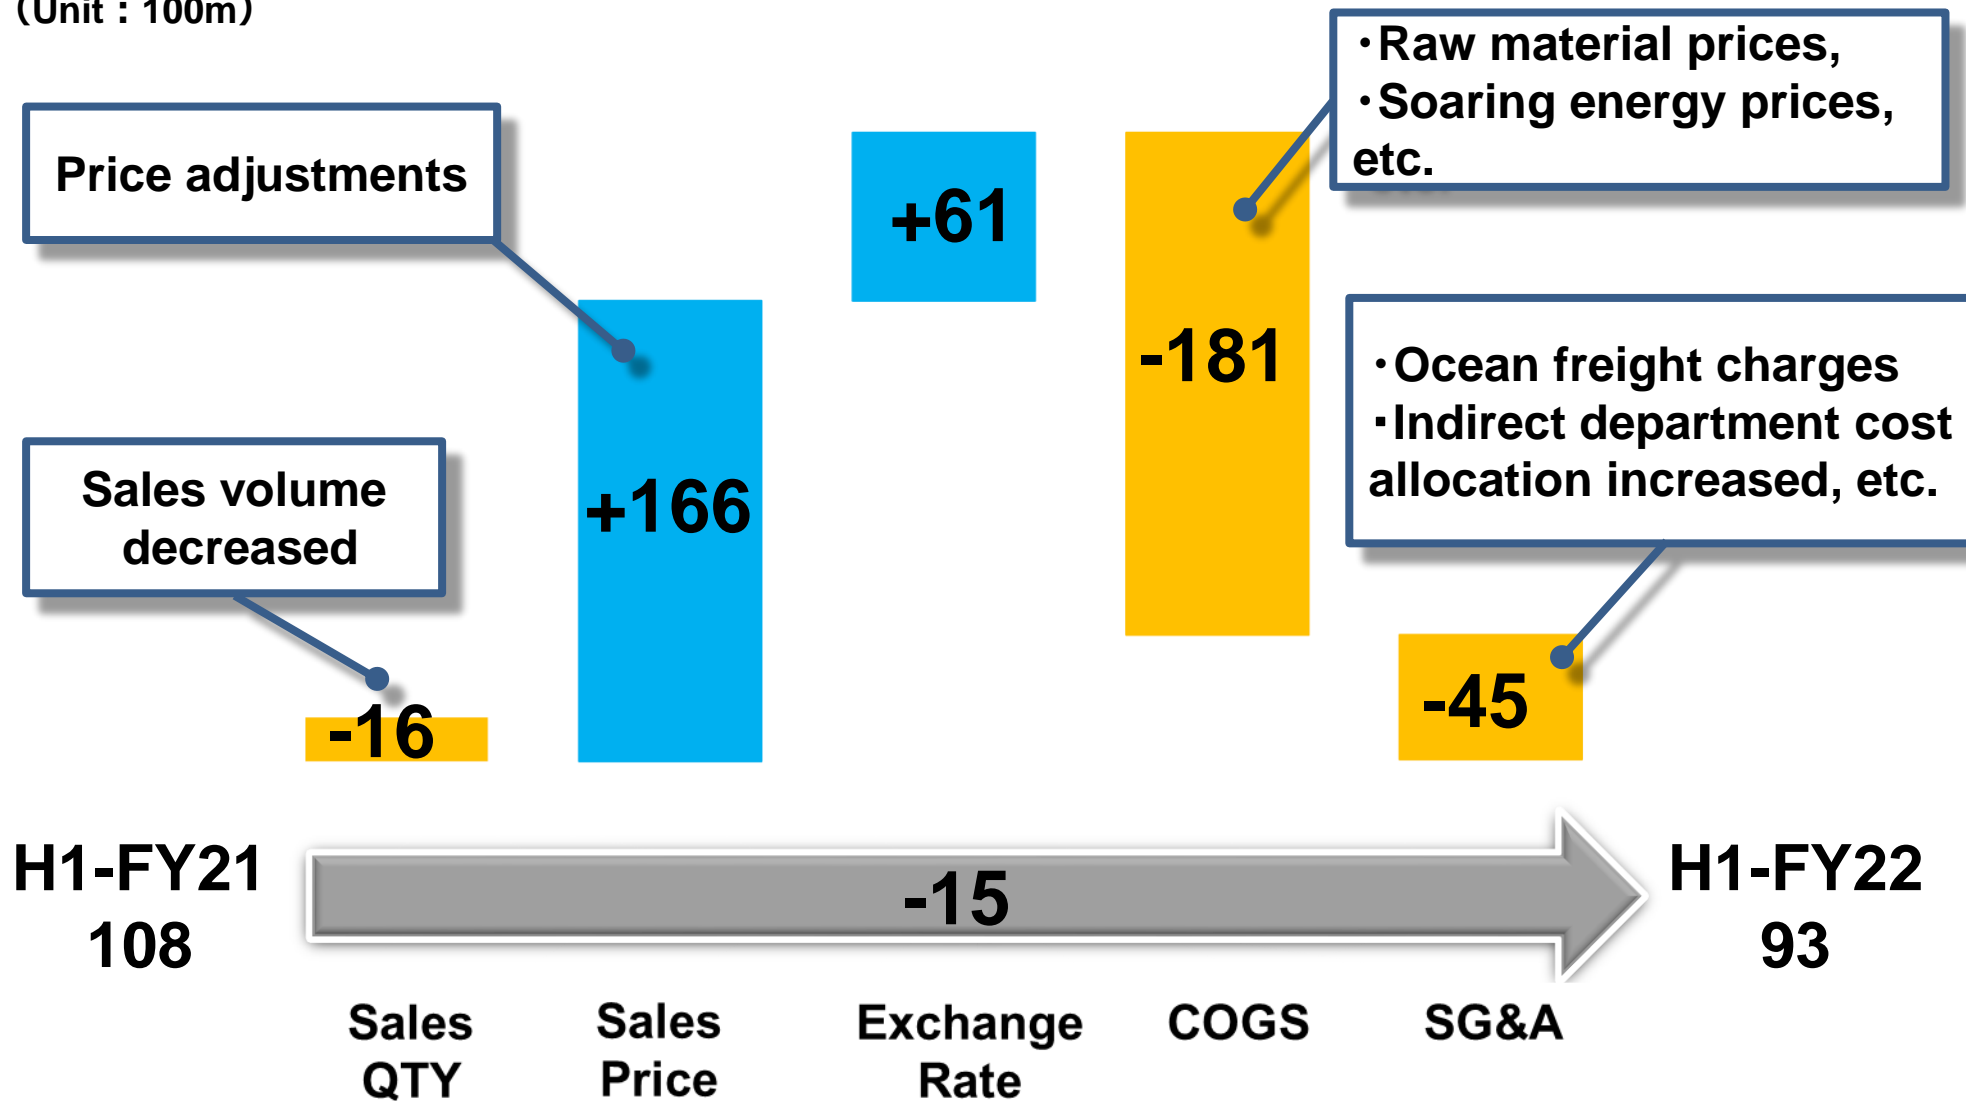 （Unit：100m）
・Raw material prices,
・Soaring energy prices,
etc.
Price adjustments
+61
-181
・Ocean freight charges
・Indirect department cost
allocation increased, etc.
Sales volume
decreased
+166
-16
-45
H1-FY21
108
-15
H1-FY22
93
Sales
QTY
Sales
Price
Exchange
Rate
COGS
SG&A